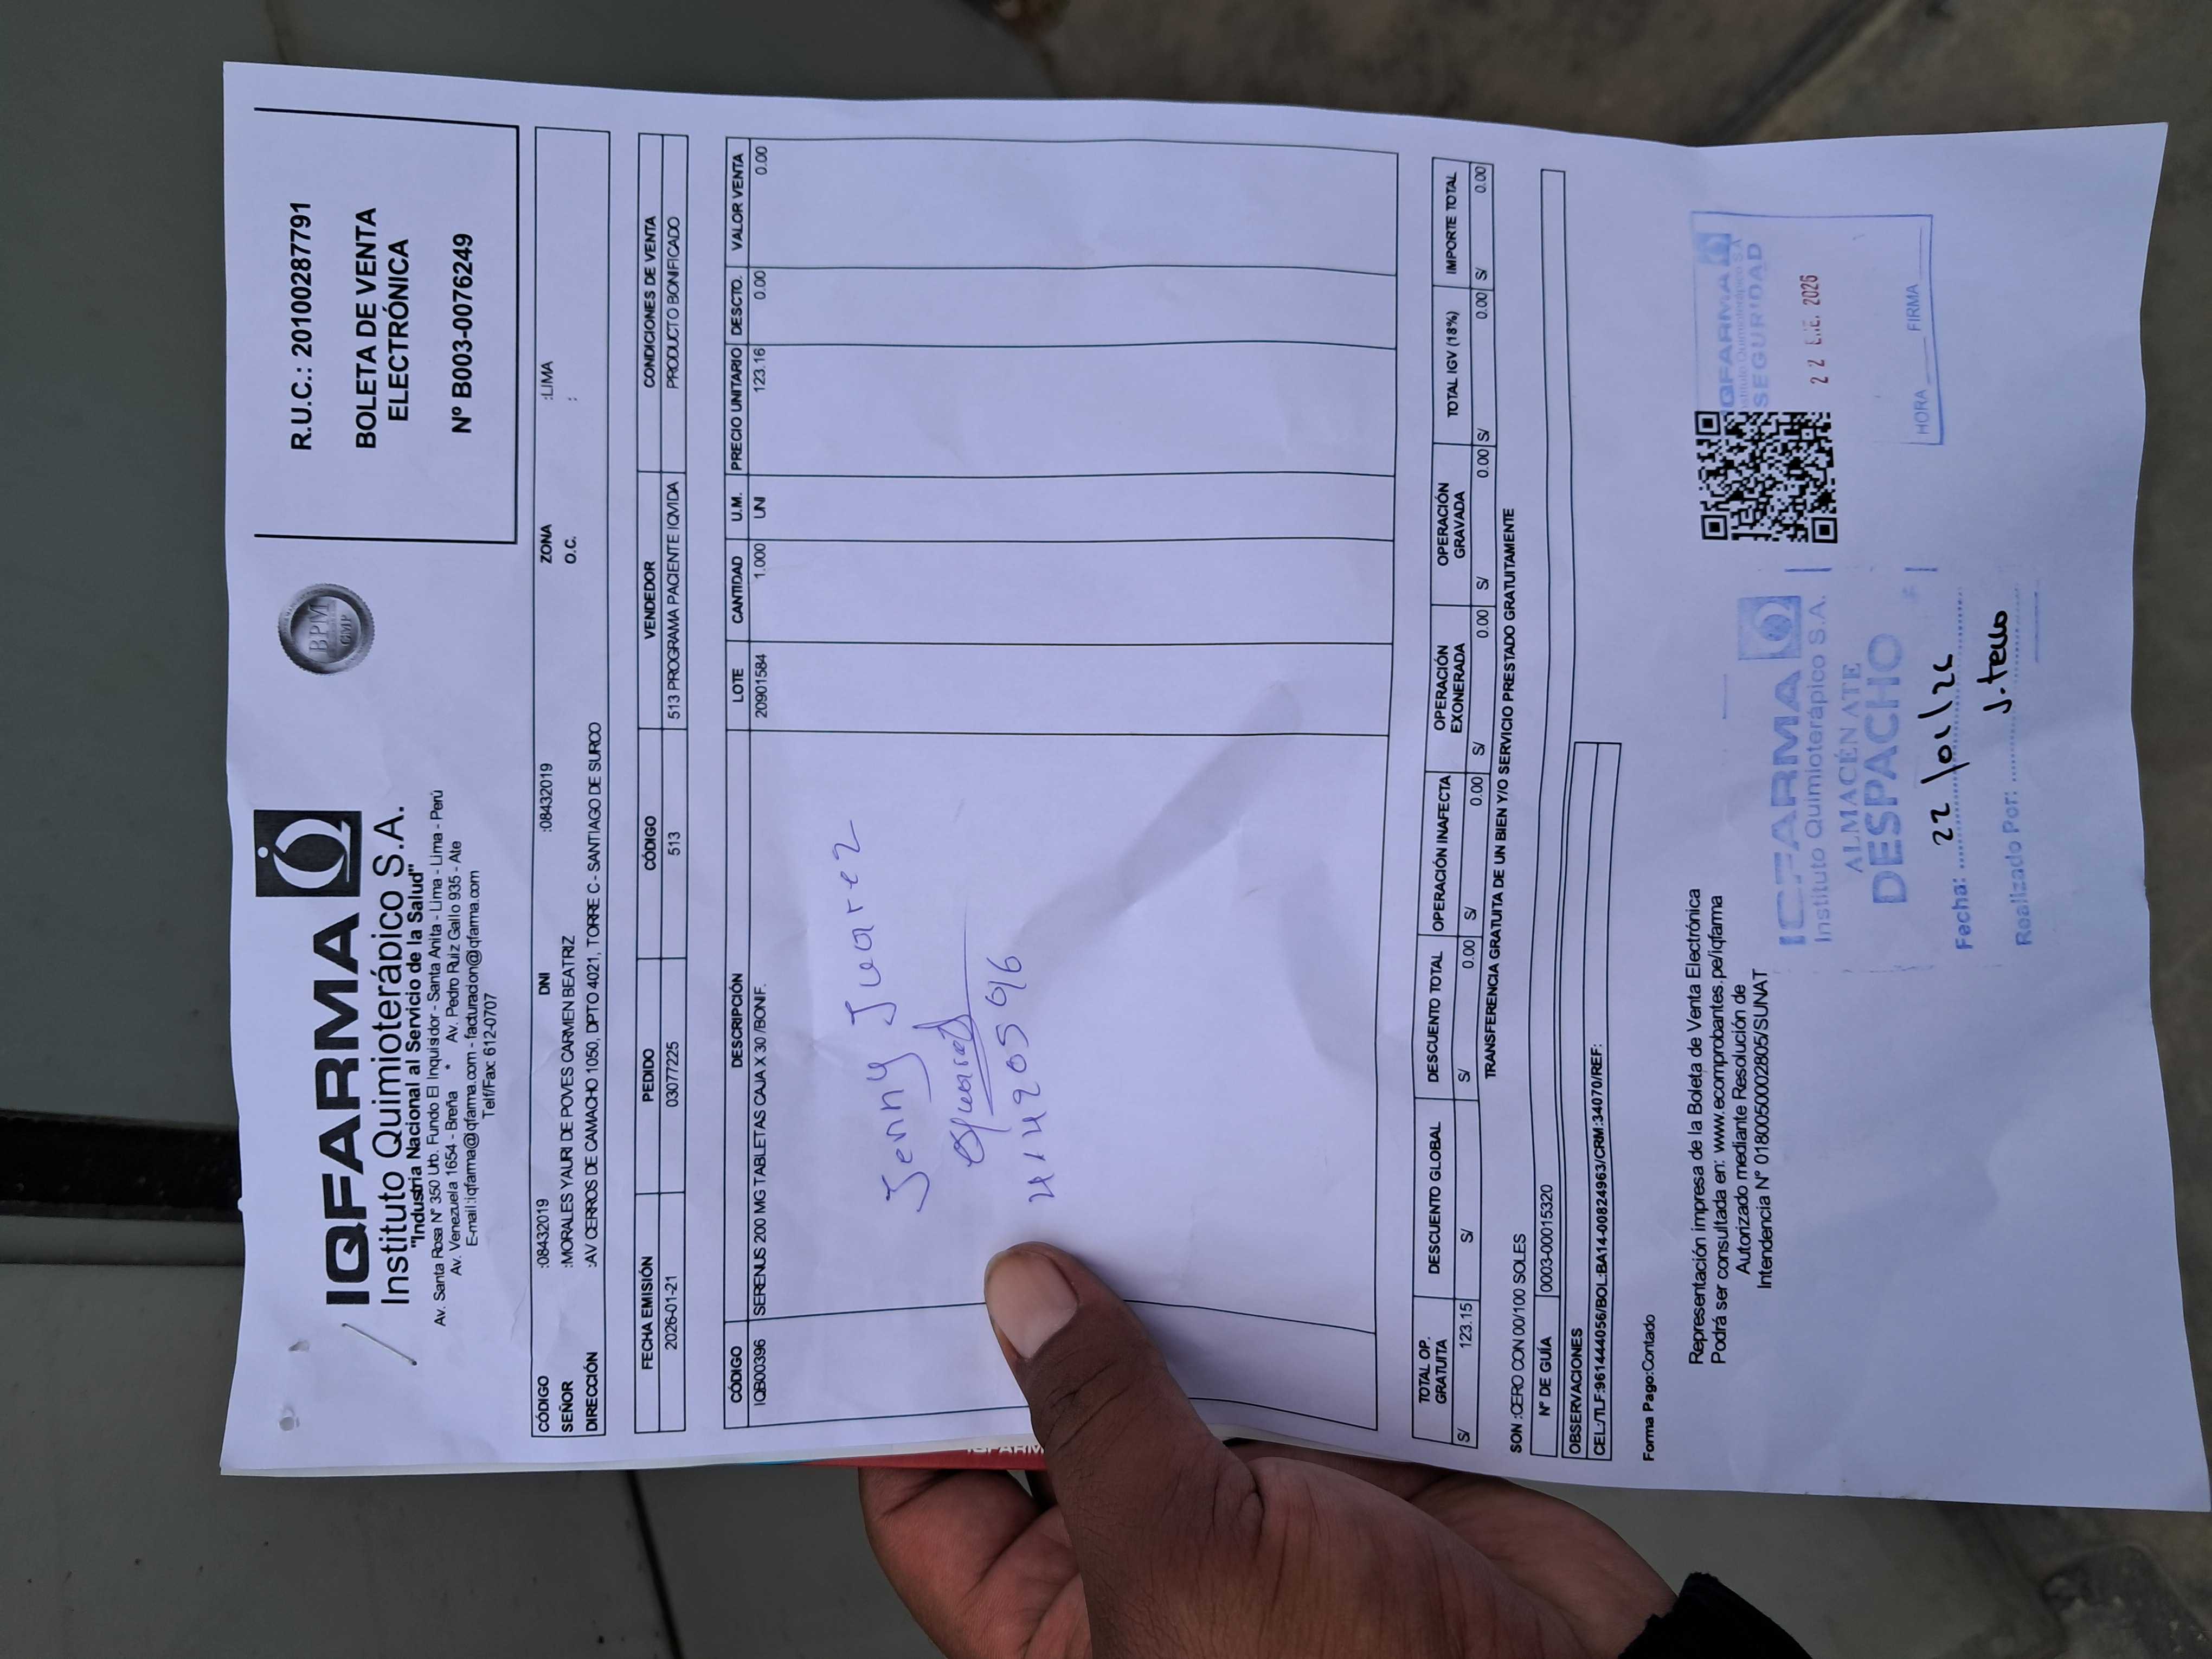 IQFARMA
Instituto Quimioterápico S.A.
"Industria Nacional al Servicio de la Salud"
Av. Santa Rosa N° 350 Urb. Fundo El Inquisidor - Santa Anita - Lima - Lima - Perú
Av. Venezuela 1654 - Breña * Av. Pedro Ruiz Gallo 935 - Ate
E-mail:iqfarma@iqfarma.com - facturacion@iqfarma.com
Telf/Fax: 612-0707
BPM
GMP
R.U.C.: 20100287791
BOLETA DE VENTA
ELECTRÓNICA
Nº B003-0076249
CÓDIGO :08432019 DNI :08432019 ZONA :LIMA
SEÑOR :MORALES YAURI DE POVES CARMEN BEATRIZ O.C. :
DIRECCIÓN :AV CERROS DE CAMACHO 1050, DPTO 4021, TORRE C - SANTIAGO DE SURCO
FECHA EMISIÓN PEDIDO CÓDIGO VENDEDOR CONDICIONES DE VENTA
2026-01-21 03077225 513 513 PROGRAMA PACIENTE IQVIDA PRODUCTO BONIFICADO
CÓDIGO DESCRIPCIÓN LOTE CANTIDAD U.M. PRECIO UNITARIO DESCTO. VALOR VENTA
IQB00396 SERENUS 200 MG TABLETAS CAJA X 30 /BONIF. 20901584 1.000 UNI 123.16 0.00 0.00
Jenny Juarez
41420596
TOTAL OP. GRATUITA DESCUENTO GLOBAL DESCUENTO TOTAL OPERACIÓN INAFECTA OPERACIÓN EXONERADA OPERACIÓN GRAVADA TOTAL IGV (18%) IMPORTE TOTAL
S/ 123.15 S/ S/ 0.00 S/ 0.00 S/ 0.00 S/ 0.00 S/ 0.00 S/ 0.00
TRANSFERENCIA GRATUITA DE UN BIEN Y/O SERVICIO PRESTADO GRATUITAMENTE
SON :CERO CON 00/100 SOLES
N° DE GUÍA 0003-00015320
OBSERVACIONES
CEL:/TLF:961444056/BOL:BA14-00824963/CRM:34070/REF:
Forma Pago:Contado
Representación impresa de la Boleta de Venta Electrónica
Podrá ser consultada en: www.ecomprobantes.pe/iqfarma
Autorizado mediante Resolución de
Intendencia N° 0180050002805/SUNAT
IQFARMA
Instituto Quimioterápico S.A.
ALMACÉN ATE
DESPACHO
Fecha: 22/01/26
Realizado Por: J.Tello
IQFARMA
Instituto Quimioterápico S.A.
SEGURIDAD
22 ENE. 2026
HORA FIRMA